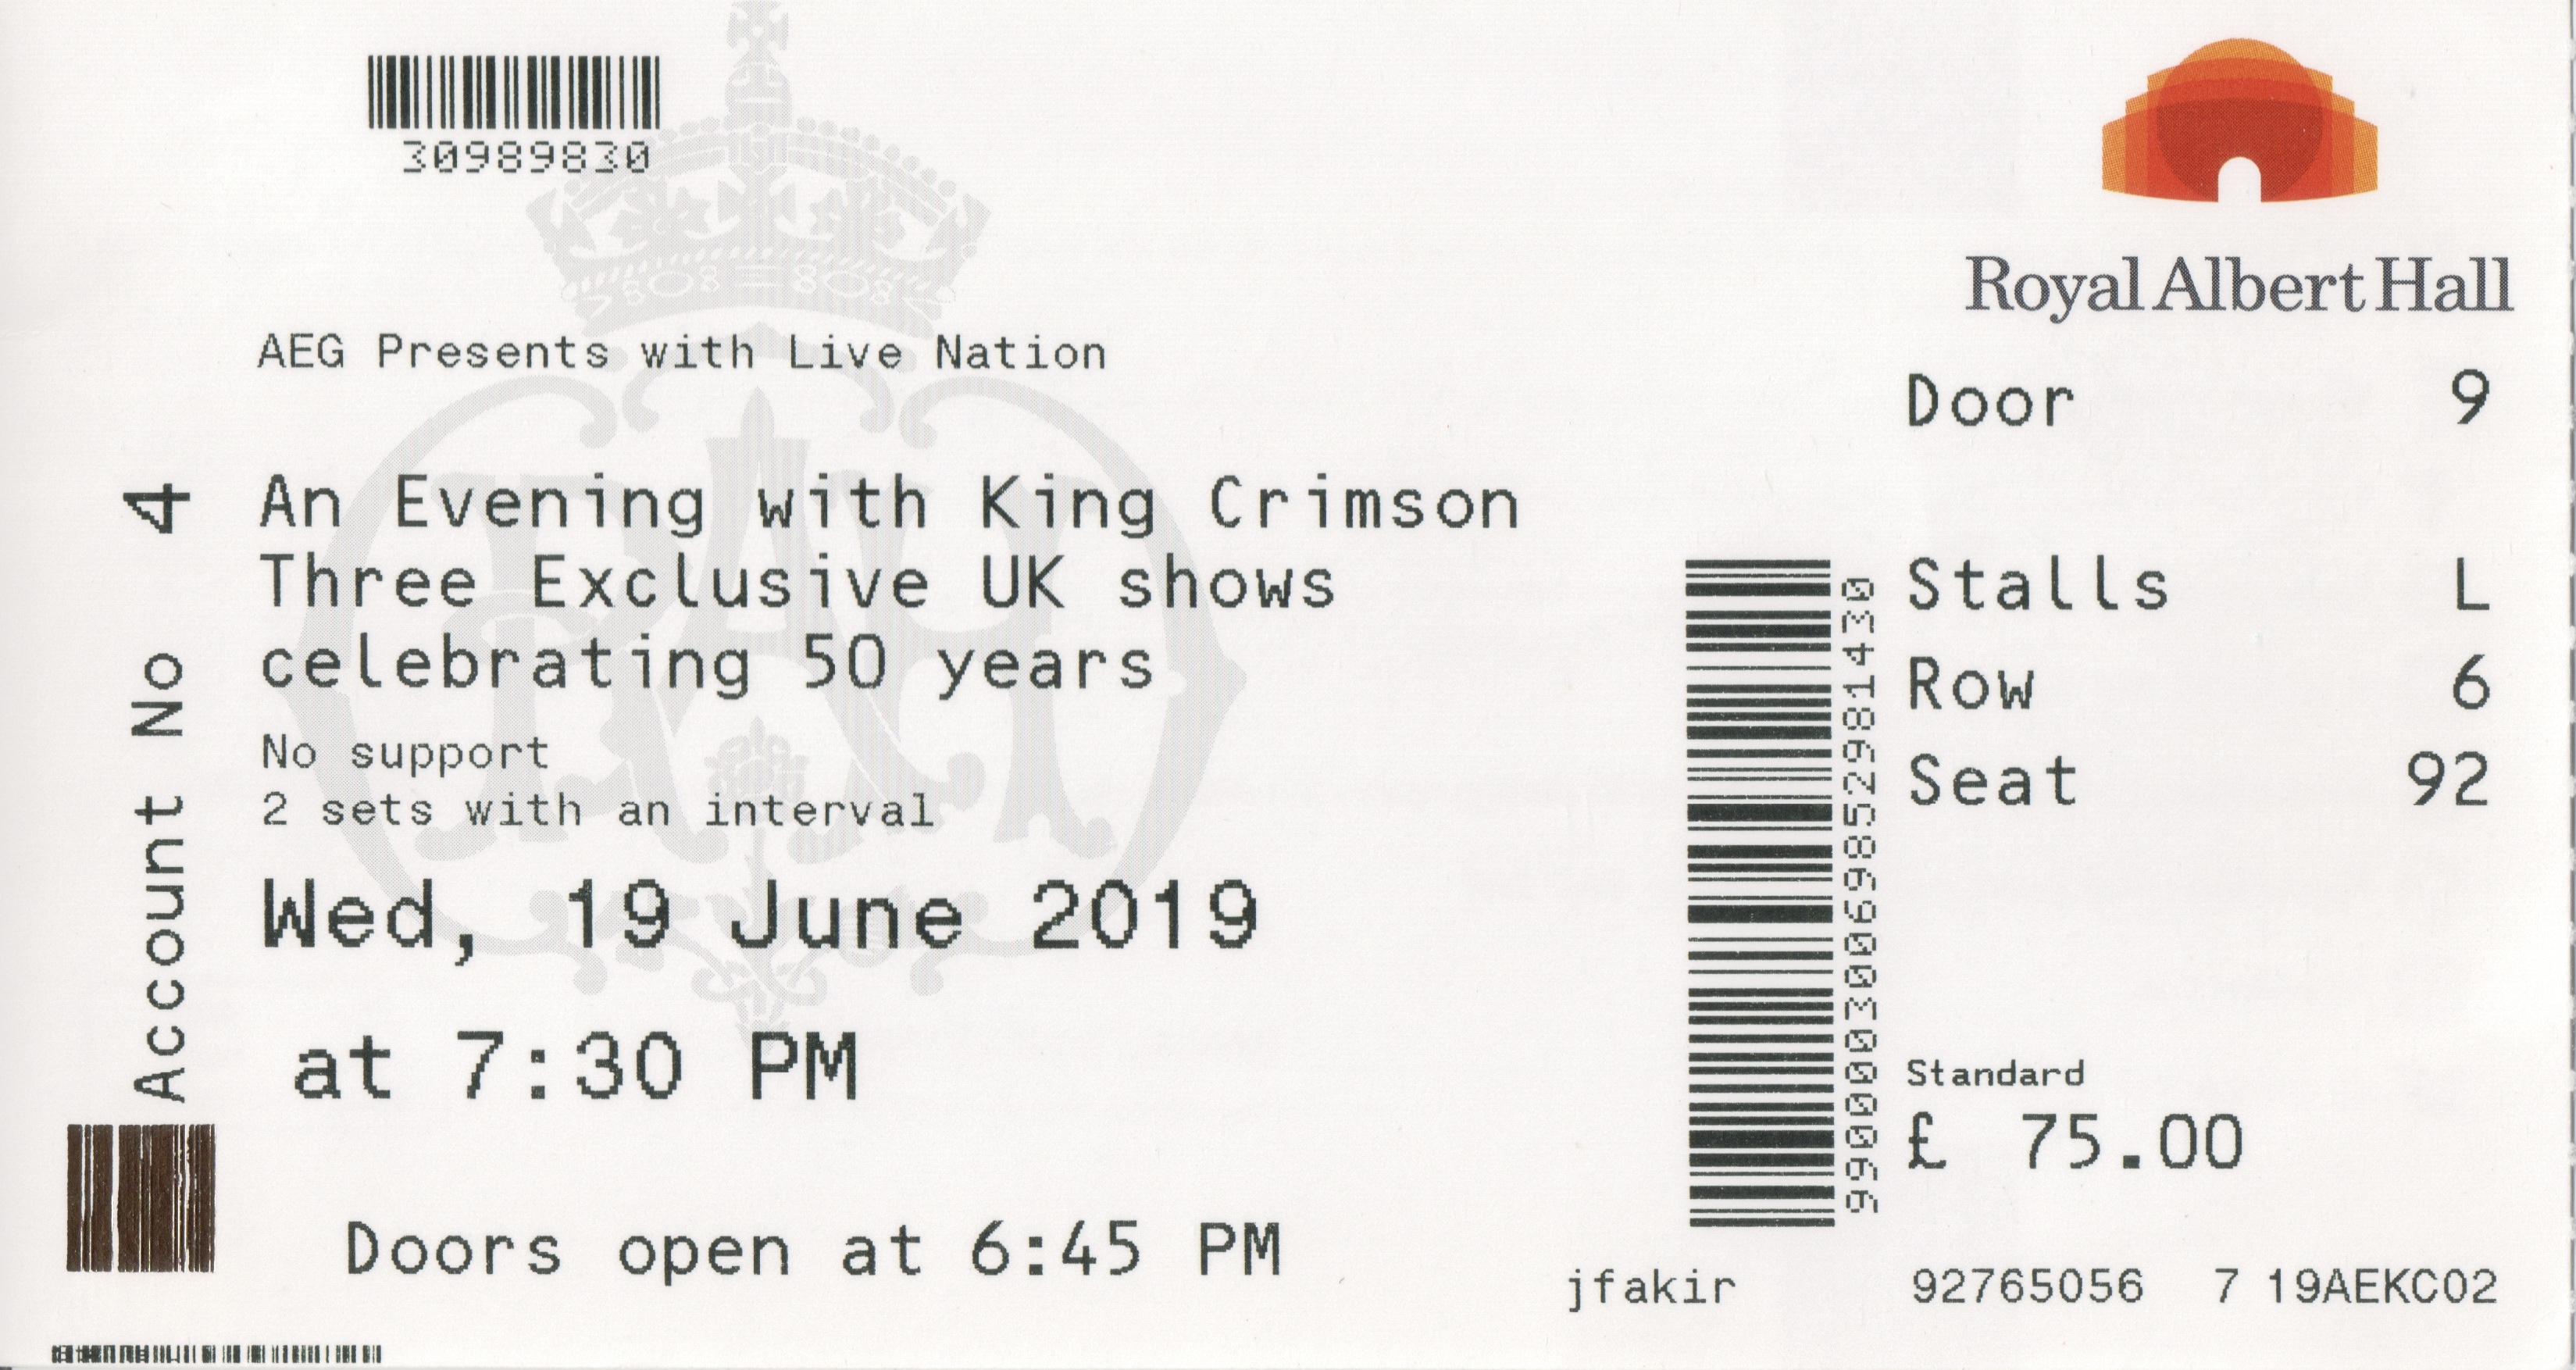 30989830
Royal Albert Hall
AEG Presents with Live Nation
Door 9
An Evening with King Crimson
Three Exclusive UK shows
celebrating 50 years
Stalls L
Row 6
Seat 92
No support
2 sets with an interval
Wed, 19 June 2019
at 7:30 PM
Doors open at 6:45 PM
Account No 4
99000030069852981430
Standard
£ 75.00
jfakir
92765056 7 19AEKC02
RAH